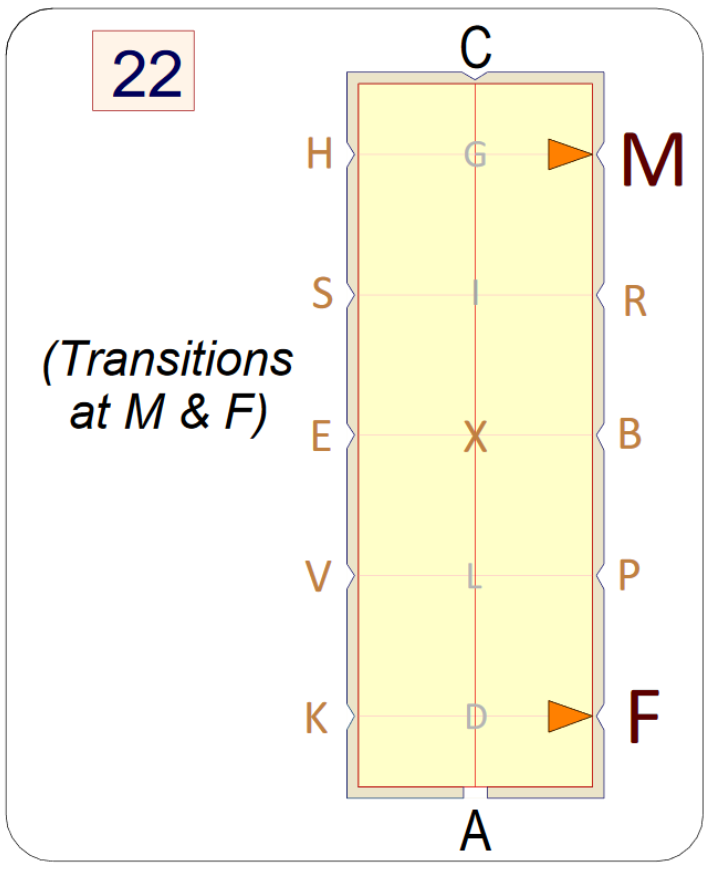 22
C
H G M
S I R
(Transitions
at M & F)
E X B
V L P
K D F
A